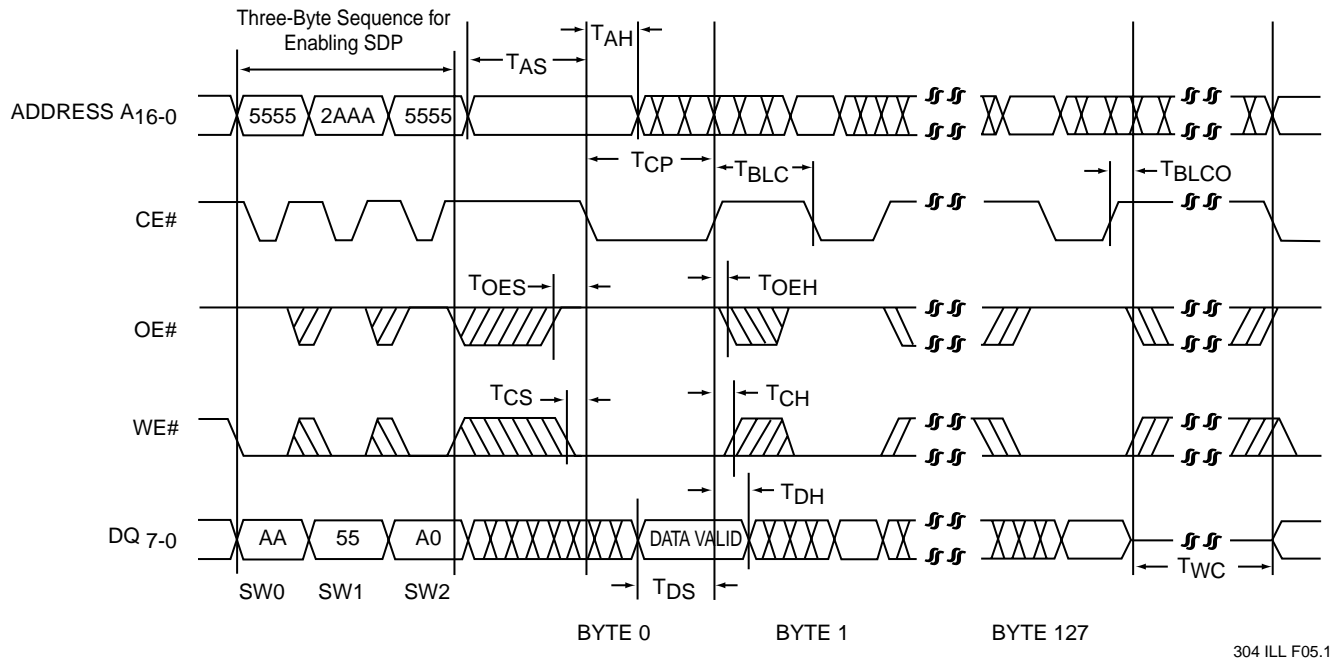 Three-Byte Sequence for
Enabling SDP
TAH
TAS
ADDRESS A16-0
5555
2AAA
5555
TCP
TBLC
TBLCO
CE#
TOES
TOEH
OE#
TCS
TCH
WE#
TDH
DQ 7-0
AA
55
A0
DATA VALID
TWC
SW0
SW1
SW2
TDS
BYTE 0
BYTE 1
BYTE 127
304 ILL F05.1